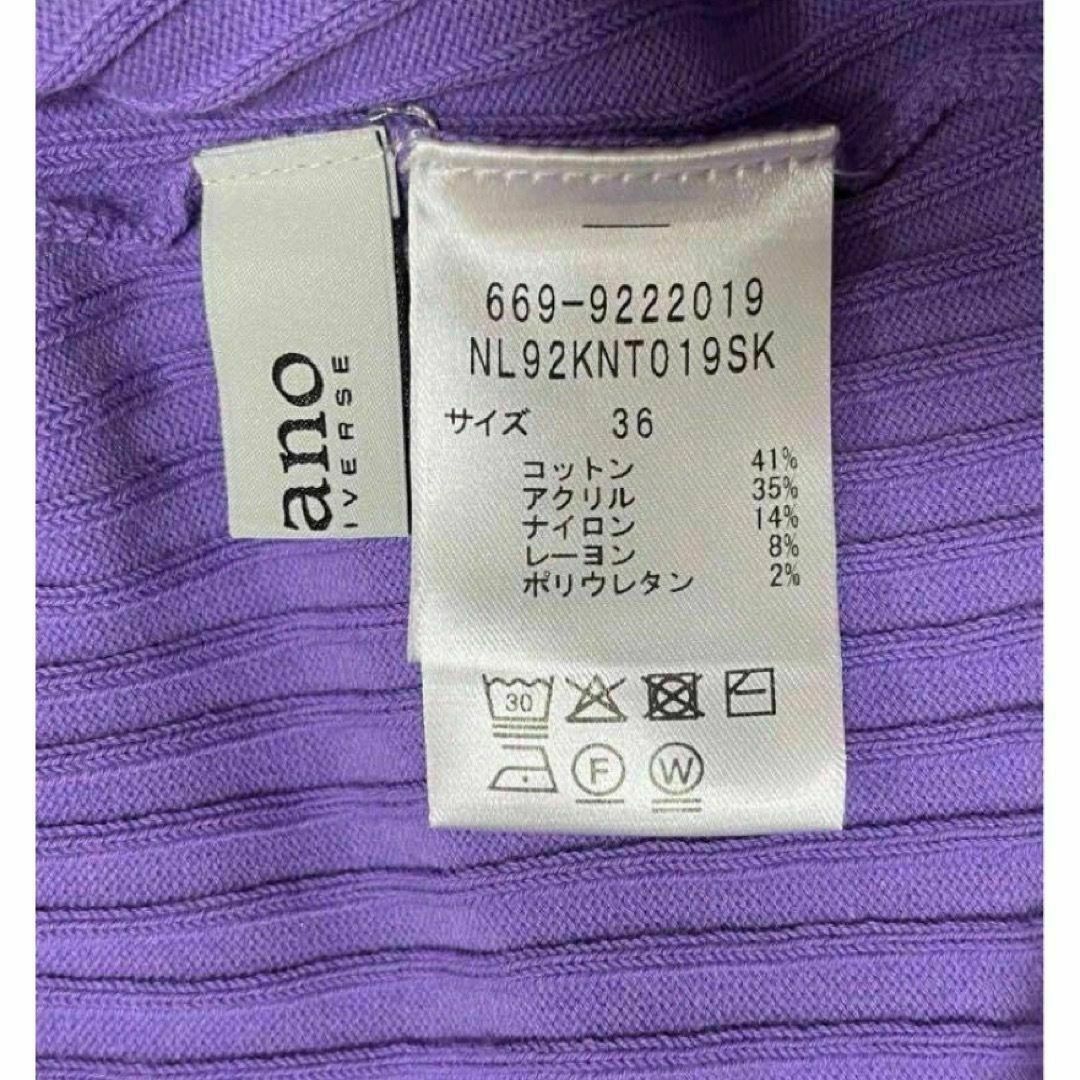 ano
IVERSE
669-9222019
NL92KNT019SK
サイズ 36
コットン 41%
アクリル 35%
ナイロン 14%
レーヨン 8%
ポリウレタン 2%
30
F W